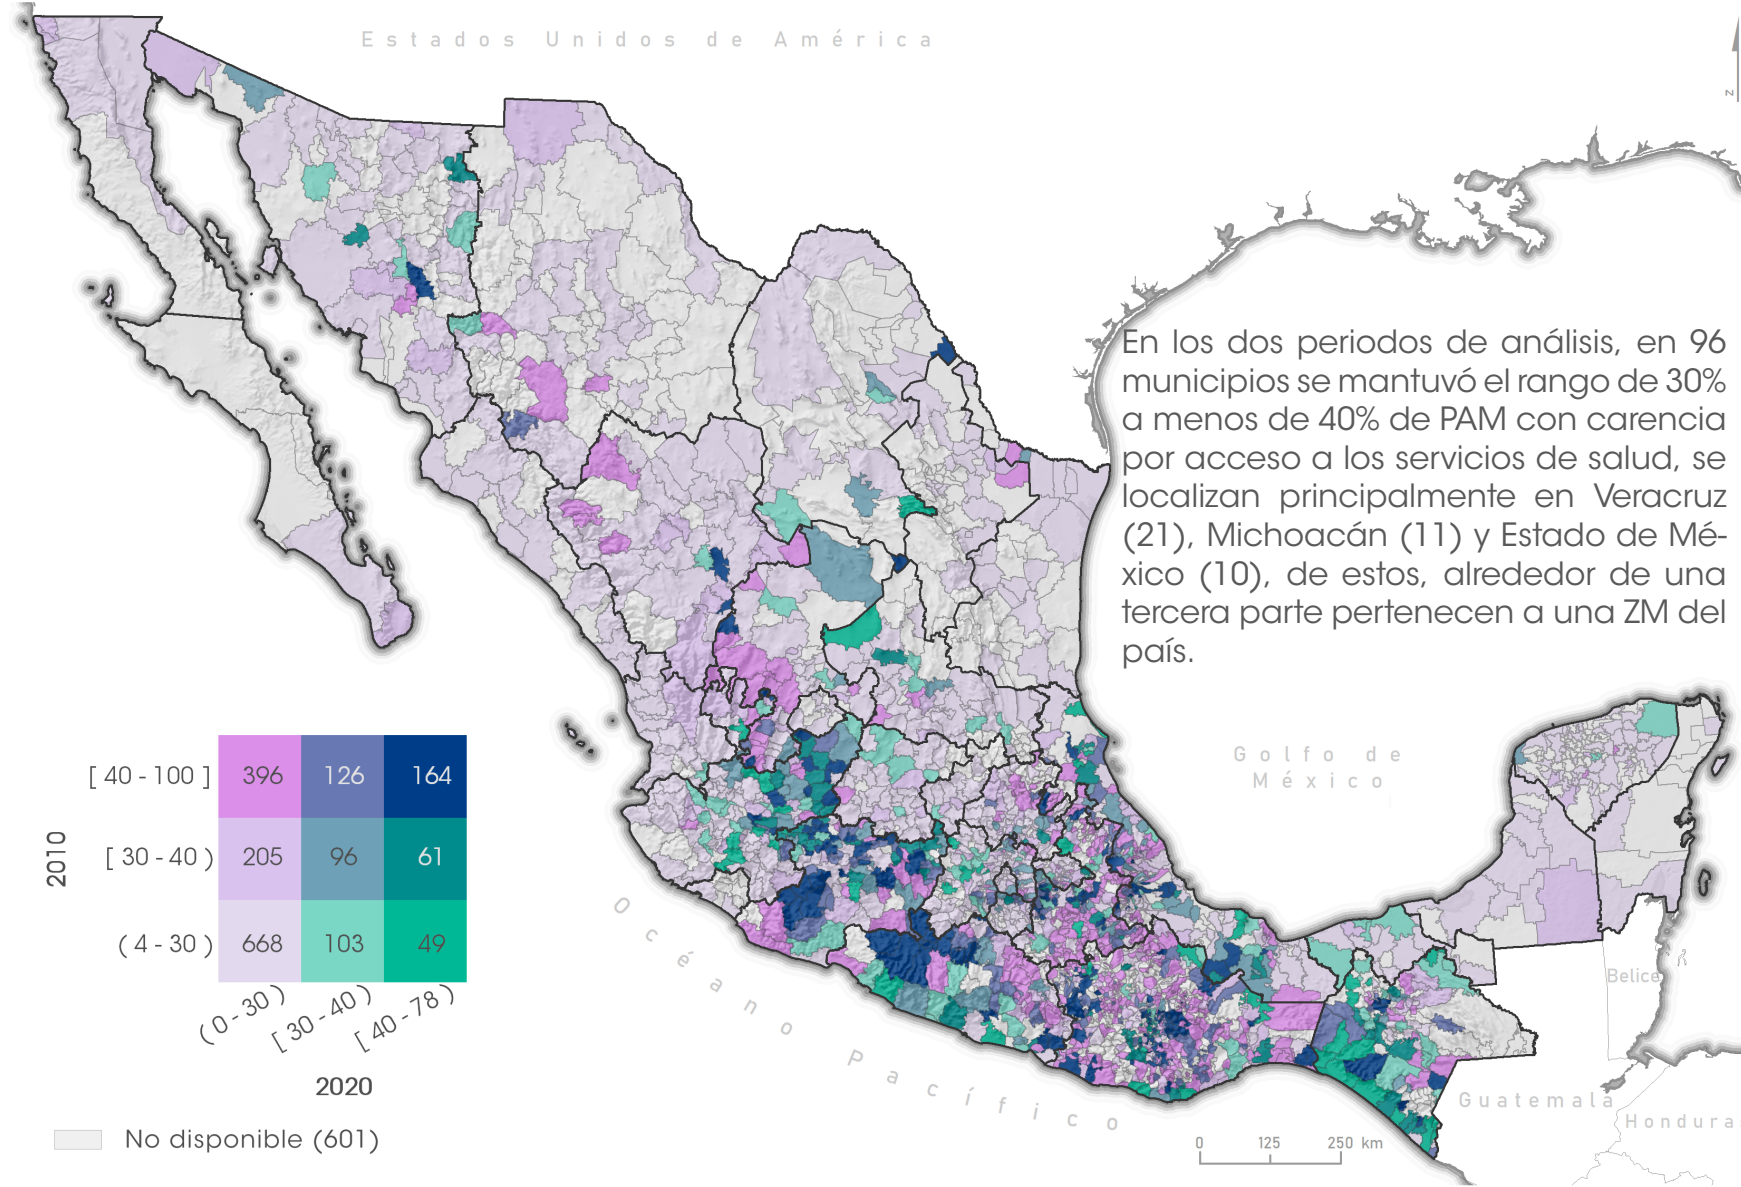 Estados Unidos de América
N
En los dos periodos de análisis, en 96
municipios se mantuvó el rango de 30%
a menos de 40% de PAM con carencia
por acceso a los servicios de salud, se
localizan principalmente en Veracruz
(21), Michoacán (11) y Estado de Mé-
xico (10), de estos, alrededor de una
tercera parte pertenecen a una ZM del
país.
Golfo de
México
2010
[ 40 - 100 ] 396 126 164
[ 30 - 40 ) 205 96 61
( 4 - 30 ) 668 103 49
( 0 - 30 ) [ 30 - 40 ) [ 40 - 78 )
2020
No disponible (601)
Océano Pacífico
Belice
Guatemala
Hondura
0 125 250 km